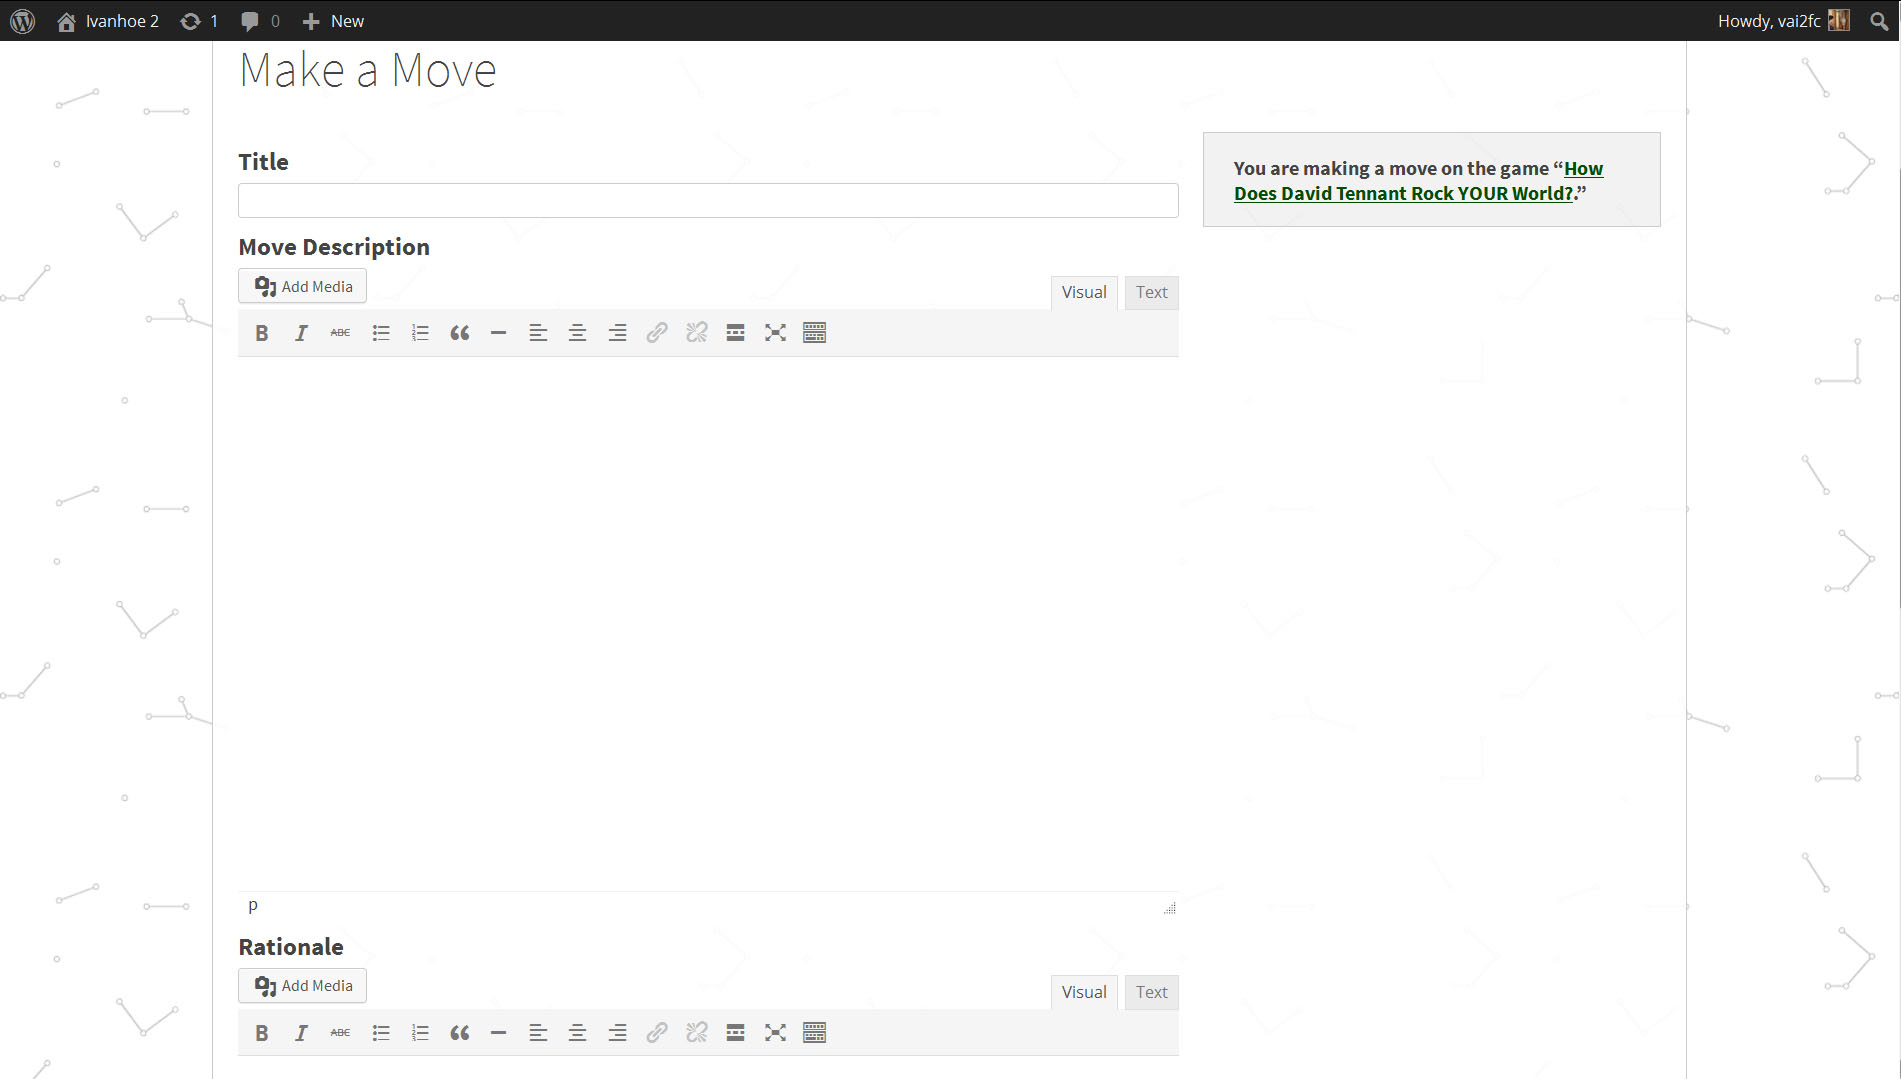 Ivanhoe 2 1 0 New Howdy, vai2fc
Make a Move
Title
You are making a move on the game “How
Does David Tennant Rock YOUR World?.”
Move Description
Add Media
Visual Text
B I ABC
p
Rationale
Add Media
Visual Text
B I ABC